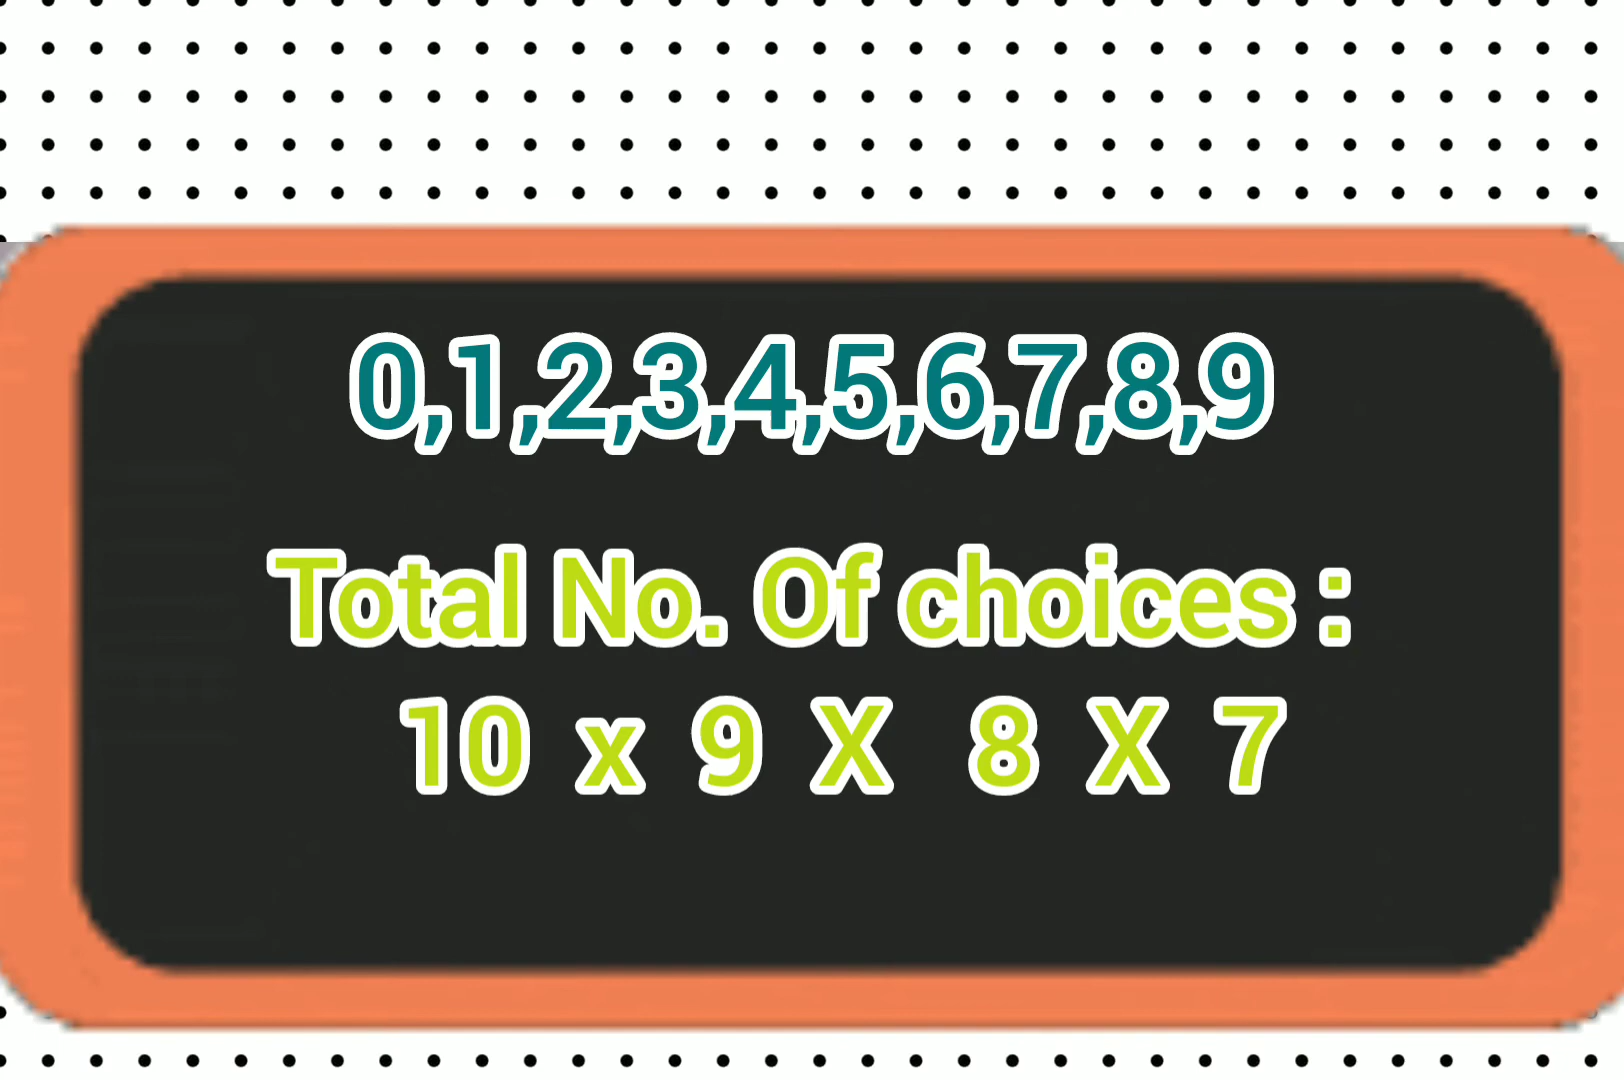 0,1,2,3,4,5,6,7,8,9
Total No. Of choices :
10 x 9 X 8 X 7